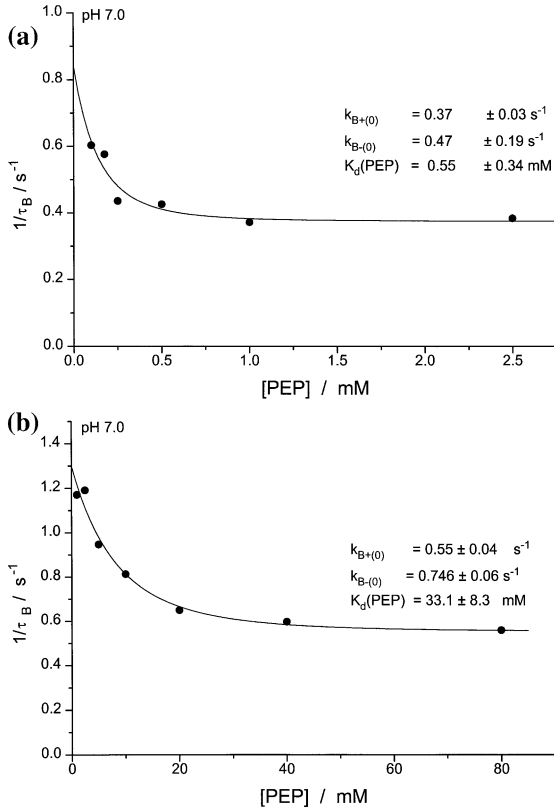 (a)
pH 7.0
1.0
0.8
0.6
0.4
0.2
0.0
1/τB / s-1
kB+(0) = 0.37 ± 0.03 s-1
kB-(0) = 0.47 ± 0.19 s-1
Kd(PEP) = 0.55 ± 0.34 mM
0.0 0.5 1.0 1.5 2.0 2.5
[PEP] / mM
(b)
pH 7.0
1.4
1.2
1.0
0.8
0.6
0.4
0.2
0.0
1/τB / s-1
kB+(0) = 0.55 ± 0.04 s-1
kB-(0) = 0.746 ± 0.06 s-1
Kd(PEP) = 33.1 ± 8.3 mM
0 20 40 60 80
[PEP] / mM